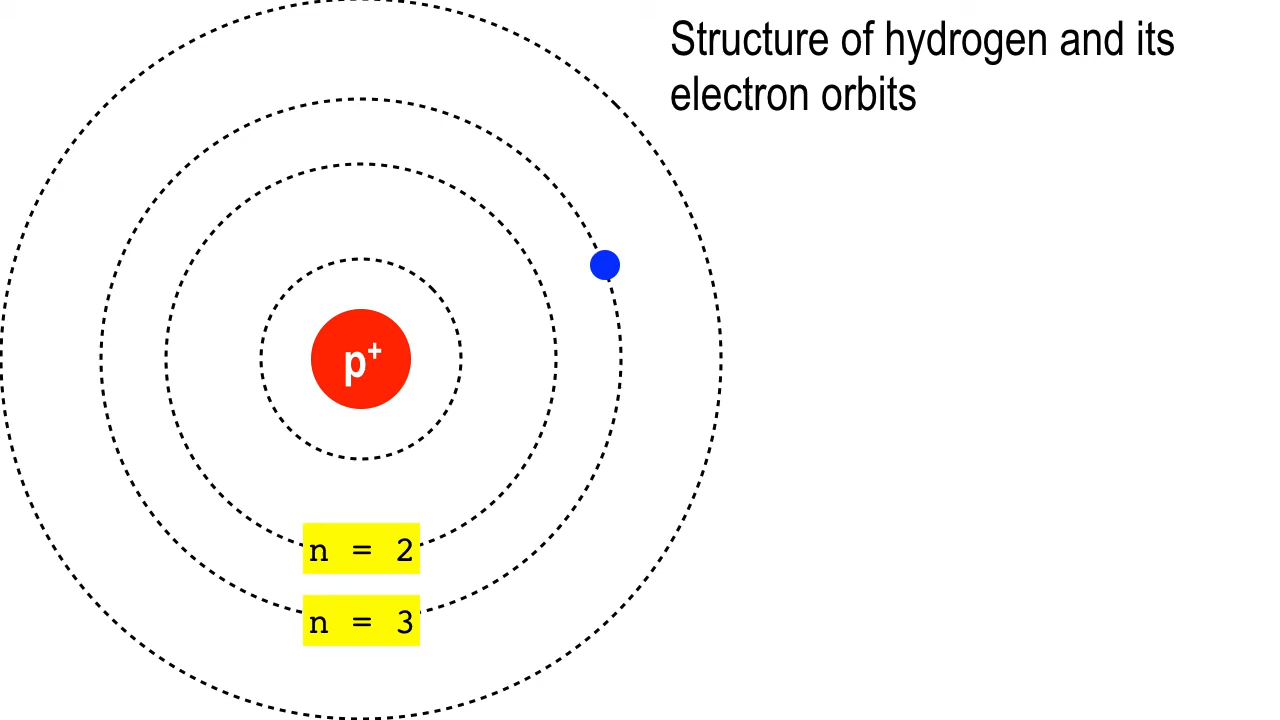 Structure of hydrogen and its
electron orbits
p⁺
n = 2
n = 3